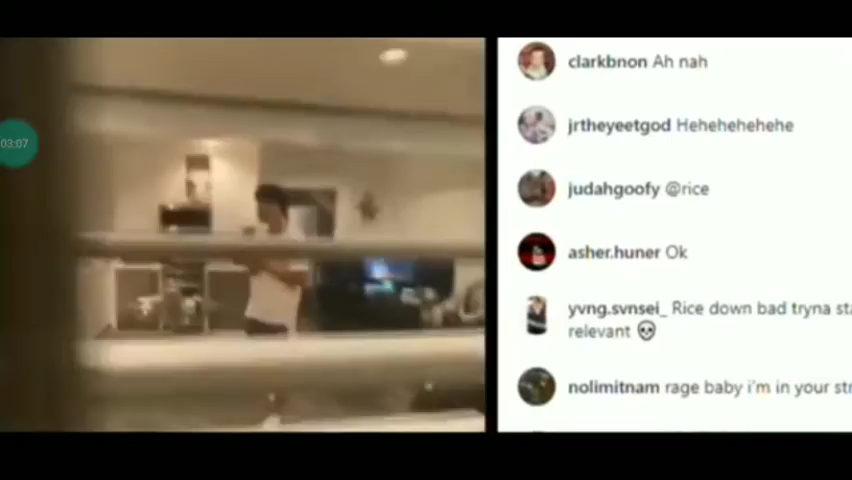 03:07
clarkbnon Ah nah
jrtheyeetgod Hehehehehehe
judahgoofy @rice
asher.huner Ok
yvng.svnsei_ Rice down bad tryna
relevant 💀
nolimitnam rage baby i'm in your